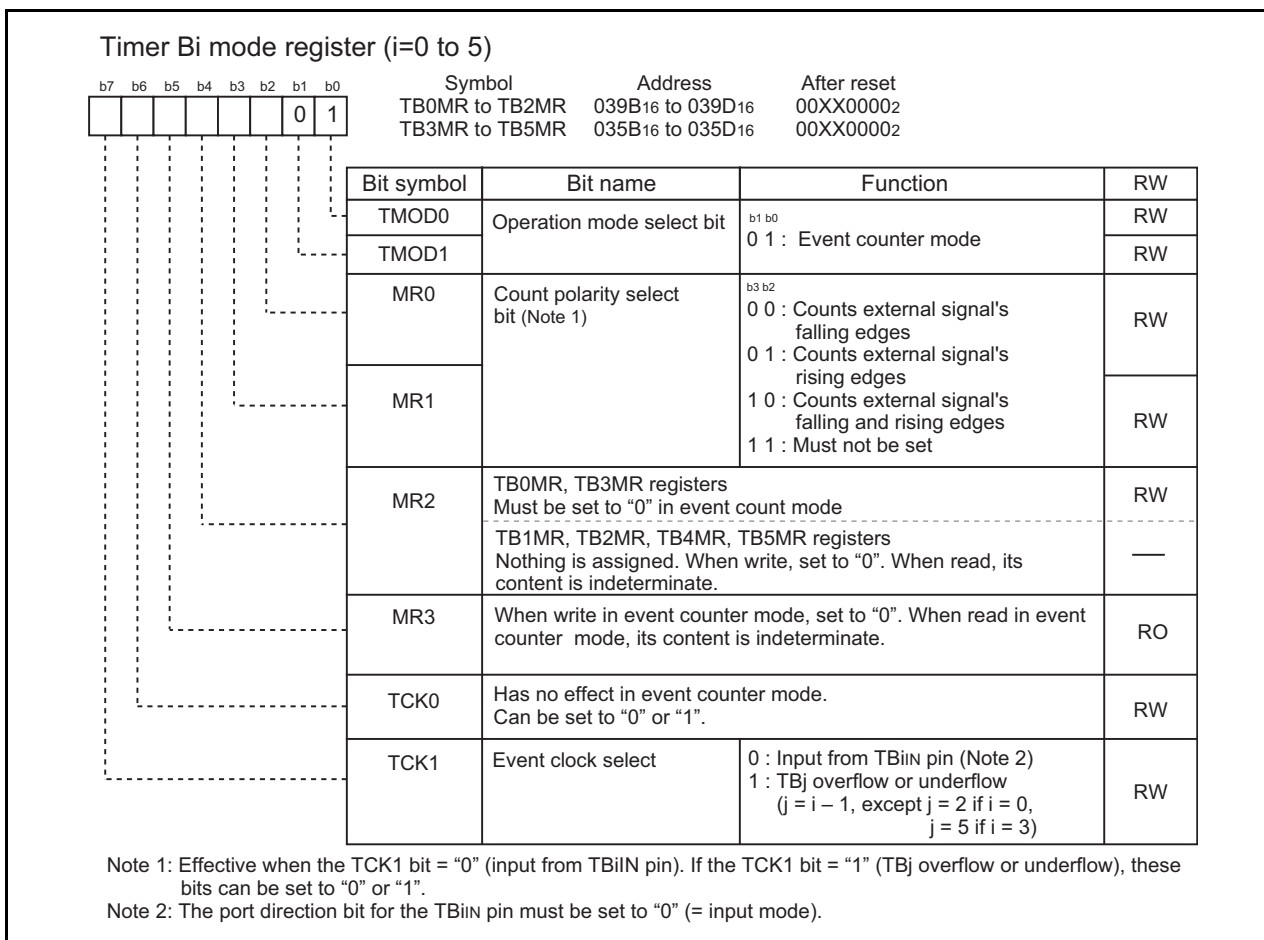 Timer Bi mode register (i=0 to 5)
b7 b6 b5 b4 b3 b2 b1 b0
0 1
Symbol Address After reset
TB0MR to TB2MR 039B16 to 039D16 00XX00002
TB3MR to TB5MR 035B16 to 035D16 00XX00002
Bit symbol Bit name Function RW
TMOD0 Operation mode select bit b1 b0 RW
0 1 : Event counter mode
TMOD1 RW
MR0 Count polarity select b3 b2
bit (Note 1) 0 0 : Counts external signal's
falling edges RW
0 1 : Counts external signal's
rising edges
MR1 1 0 : Counts external signal's
falling and rising edges RW
1 1 : Must not be set
MR2 TB0MR, TB3MR registers RW
Must be set to “0” in event count mode
TB1MR, TB2MR, TB4MR, TB5MR registers
Nothing is assigned. When write, set to “0”. When read, its —
content is indeterminate.
MR3 When write in event counter mode, set to “0”. When read in event
counter mode, its content is indeterminate. RO
TCK0 Has no effect in event counter mode.
Can be set to “0” or “1”. RW
TCK1 Event clock select 0 : Input from TBiIN pin (Note 2)
1 : TBj overflow or underflow
(j = i – 1, except j = 2 if i = 0, RW
j = 5 if i = 3)
Note 1: Effective when the TCK1 bit = “0” (input from TBiIN pin). If the TCK1 bit = “1” (TBj overflow or underflow), these
bits can be set to “0” or “1”.
Note 2: The port direction bit for the TBiIN pin must be set to “0” (= input mode).